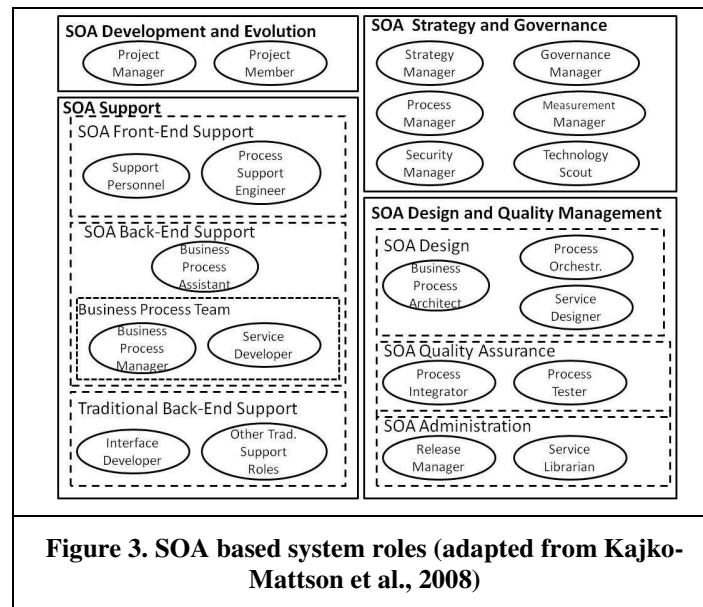 SOA Development and Evolution
Project
Manager
Project
Member
SOA Support
SOA Front-End Support
Support
Personnel
Process
Support
Engineer
SOA Back-End Support
Business
Process
Assistant
Business Process Team
Business
Process
Manager
Service
Developer
Traditional Back-End Support
Interface
Developer
Other Trad.
Support
Roles
SOA Strategy and Governance
Strategy
Manager
Governance
Manager
Process
Manager
Measurement
Manager
Security
Manager
Technology
Scout
SOA Design and Quality Management
SOA Design
Business
Process
Architect
Process
Orchestr.
Service
Designer
SOA Quality Assurance
Process
Integrator
Process
Tester
SOA Administration
Release
Manager
Service
Librarian
Figure 3. SOA based system roles (adapted from Kajko-
Mattson et al., 2008)